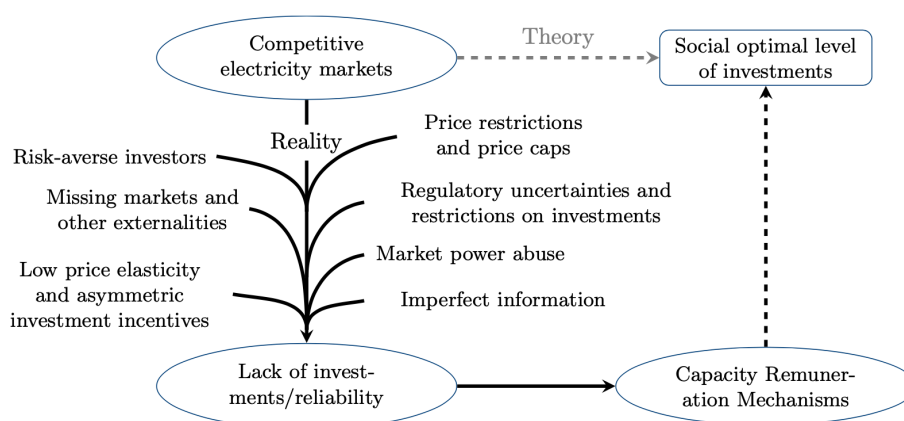 Competitive
electricity markets
Theory
Social optimal level
of investments
Reality
Price restrictions
and price caps
Risk-averse investors
Missing markets and
other externalities
Regulatory uncertainties and
restrictions on investments
Market power abuse
Low price elasticity
and asymmetric
investment incentives
Imperfect information
Lack of invest-
ments/reliability
Capacity Remuner-
ation Mechanisms